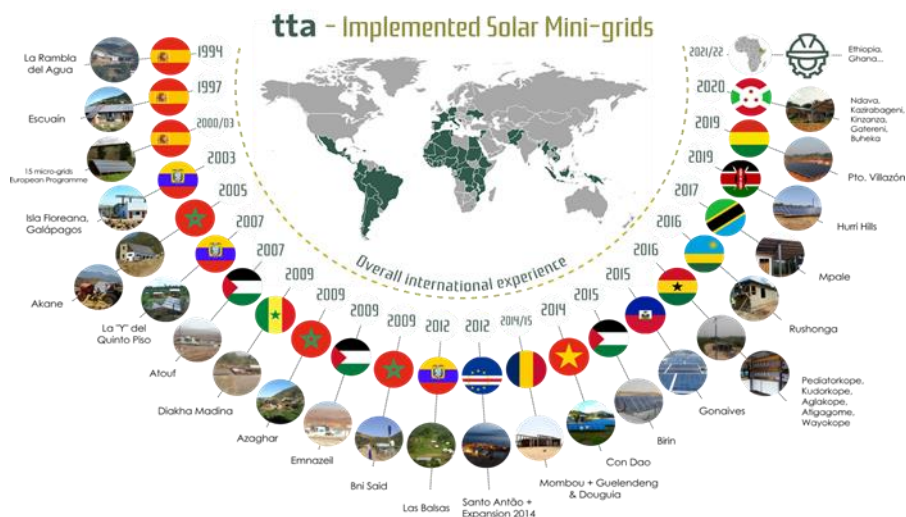 tta - Implemented Solar Mini-grids
La Rambla
del Agua
1994
Escuaín
1997
15 micro-grids
European Programme
2000/03
Isla Floreana,
Galápagos
2003
Akane
2005
La "Y" del
Quinto Piso
2007
Atouf
2007
Diakha Madina
2009
Azaghar
2009
Emnazeil
2009
Bni Said
2009
Las Balsas
2012
Santo Antão +
Expansion 2014
2012
Mombou + Guelendeng
& Douguia
2014/15
Con Dao
2014
Birin
2015
Gonaives
2015
Pediatorkope,
Kudorkope,
Aglakope,
Atigagome,
Wayokope
2016
Rushonga
2016
Mpale
2017
Hurri Hills
2019
Pto. Villazón
2019
Ndava,
Kazirabageni,
Kinzanza,
Gatereni,
Buheka
2020
Ethiopia,
Ghana...
2021/22
Overall international experience